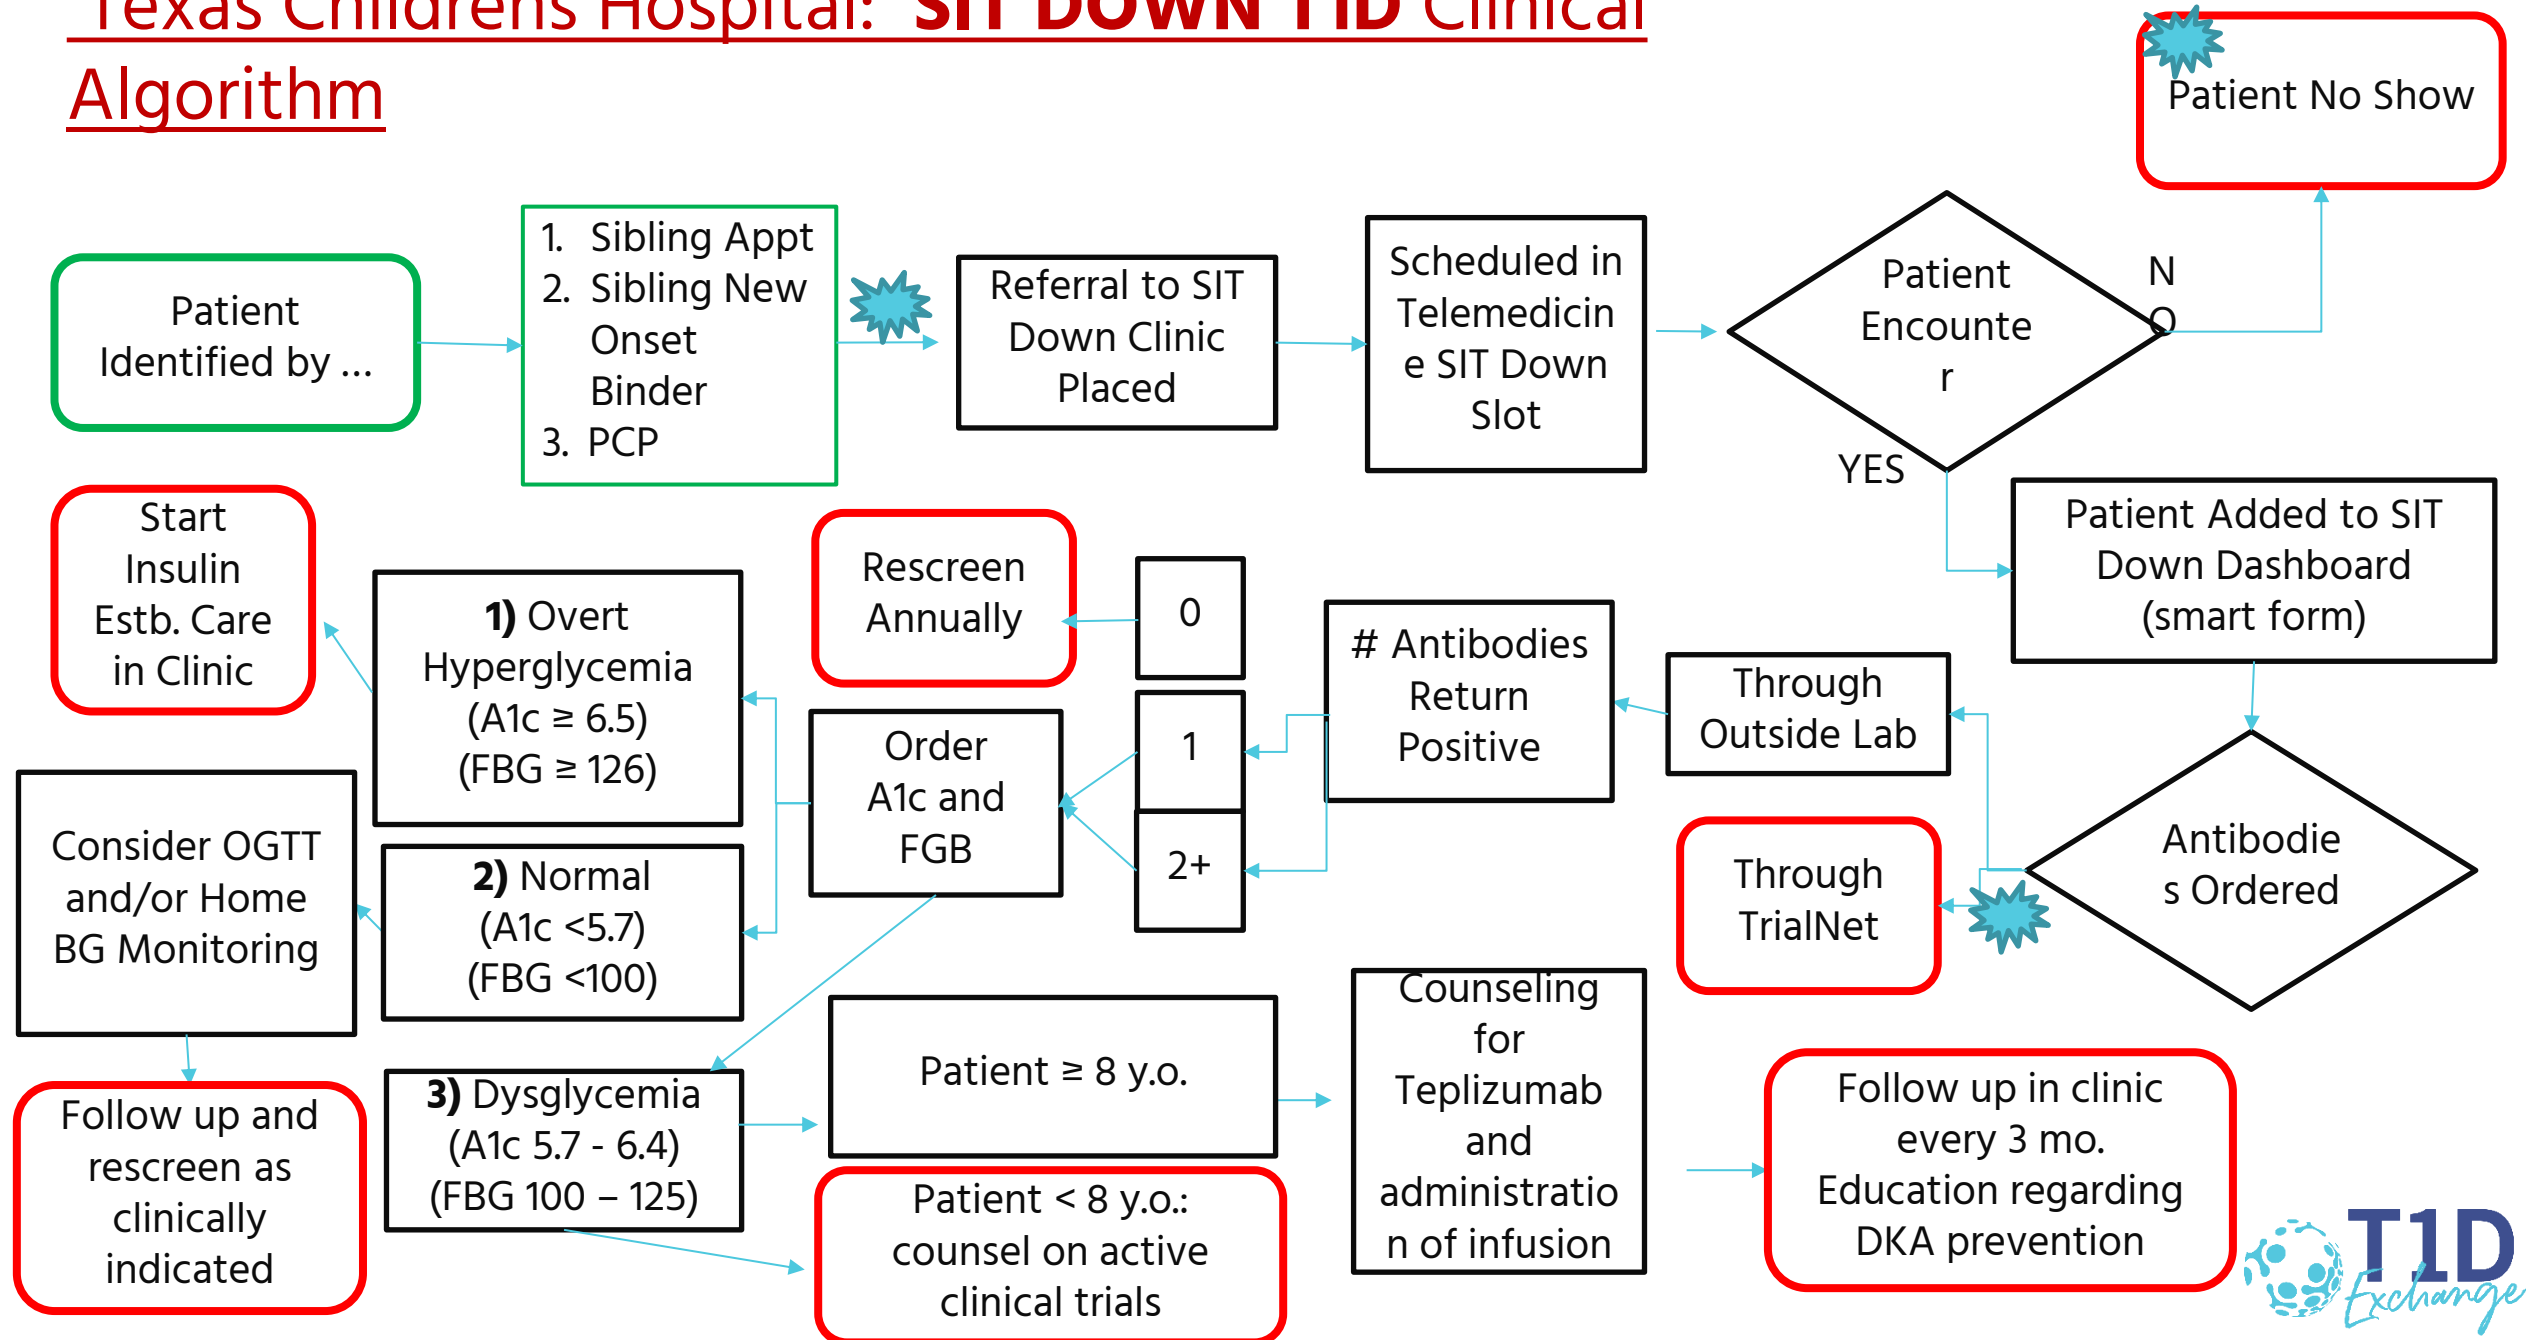 Texas Childrens Hospital: SIT DOWN T1D Clinical
Algorithm
Patient No Show
Patient
Identified by ...
1. Sibling Appt
2. Sibling New
Onset
Binder
3. PCP
Referral to SIT
Down Clinic
Placed
Scheduled in
Telemedicin
e SIT Down
Slot
Patient
Encounte
r
N
O
YES
Patient Added to SIT
Down Dashboard
(smart form)
Antibodie
s Ordered
Through
Outside Lab
Through
TrialNet
# Antibodies
Return
Positive
0
1
2+
Rescreen
Annually
Order
A1c and
FGB
1) Overt
Hyperglycemia
(A1c ≥ 6.5)
(FBG ≥ 126)
Start
Insulin
Estb. Care
in Clinic
2) Normal
(A1c <5.7)
(FBG <100)
Consider OGTT
and/or Home
BG Monitoring
Follow up and
rescreen as
clinically
indicated
3) Dysglycemia
(A1c 5.7 - 6.4)
(FBG 100 – 125)
Patient ≥ 8 y.o.
Patient < 8 y.o.:
counsel on active
clinical trials
Counseling
for
Teplizumab
and
administratio
n of infusion
Follow up in clinic
every 3 mo.
Education regarding
DKA prevention
T1D
Exchange